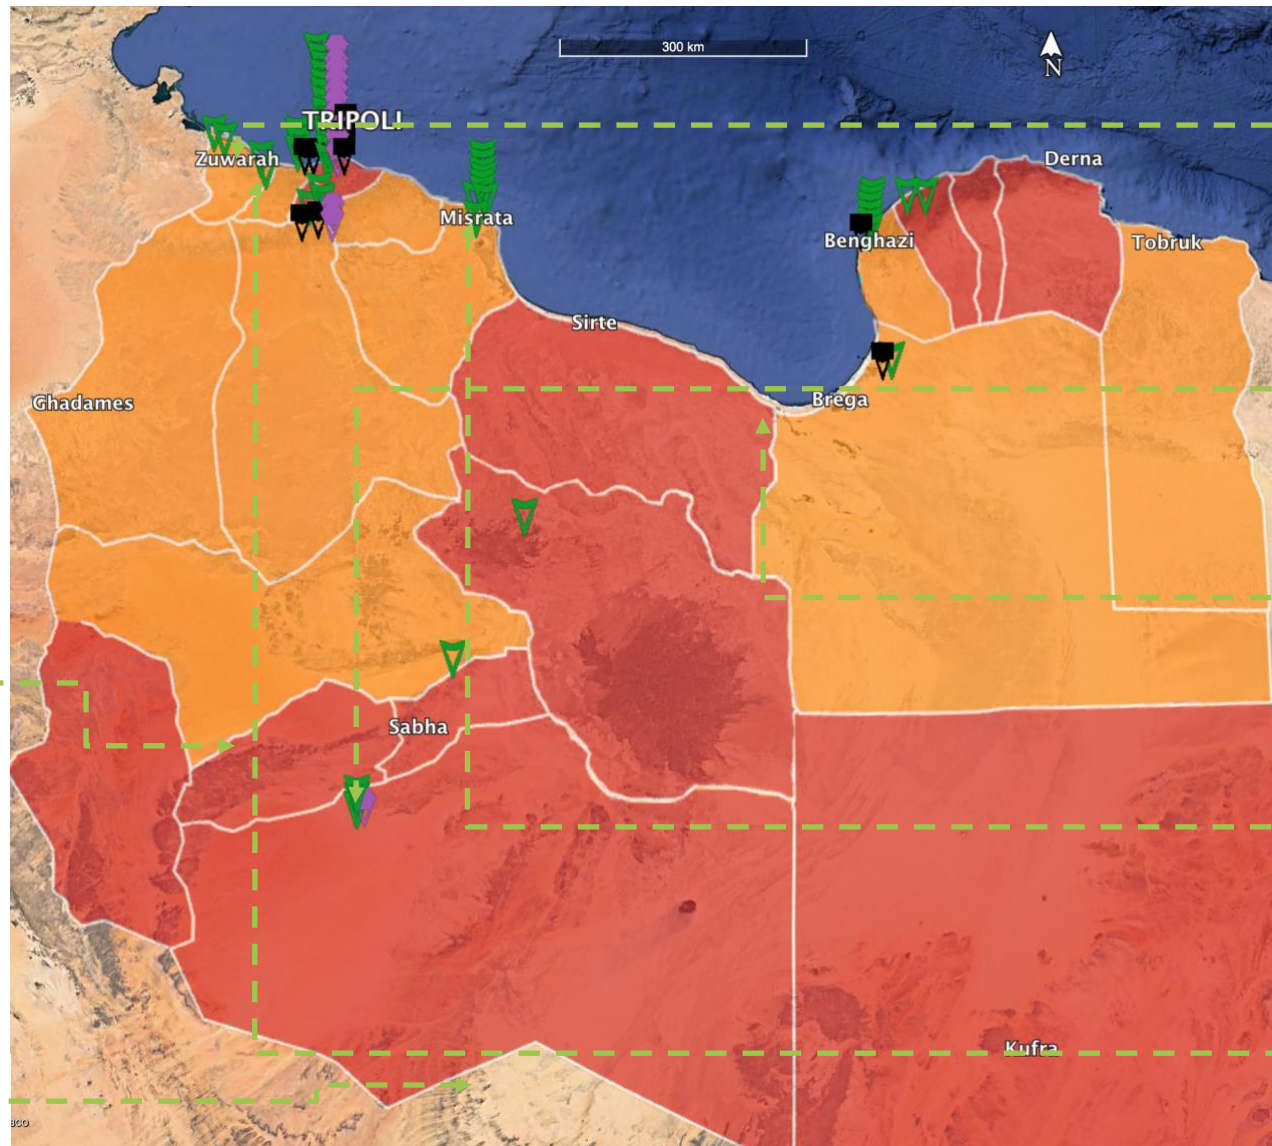 300 km
N
TRIPOLI
Zuwarah
Derna
Misrata
Benghazi
Tobruk
Sirte
Ghadames
Brega
Sabha
Kufra